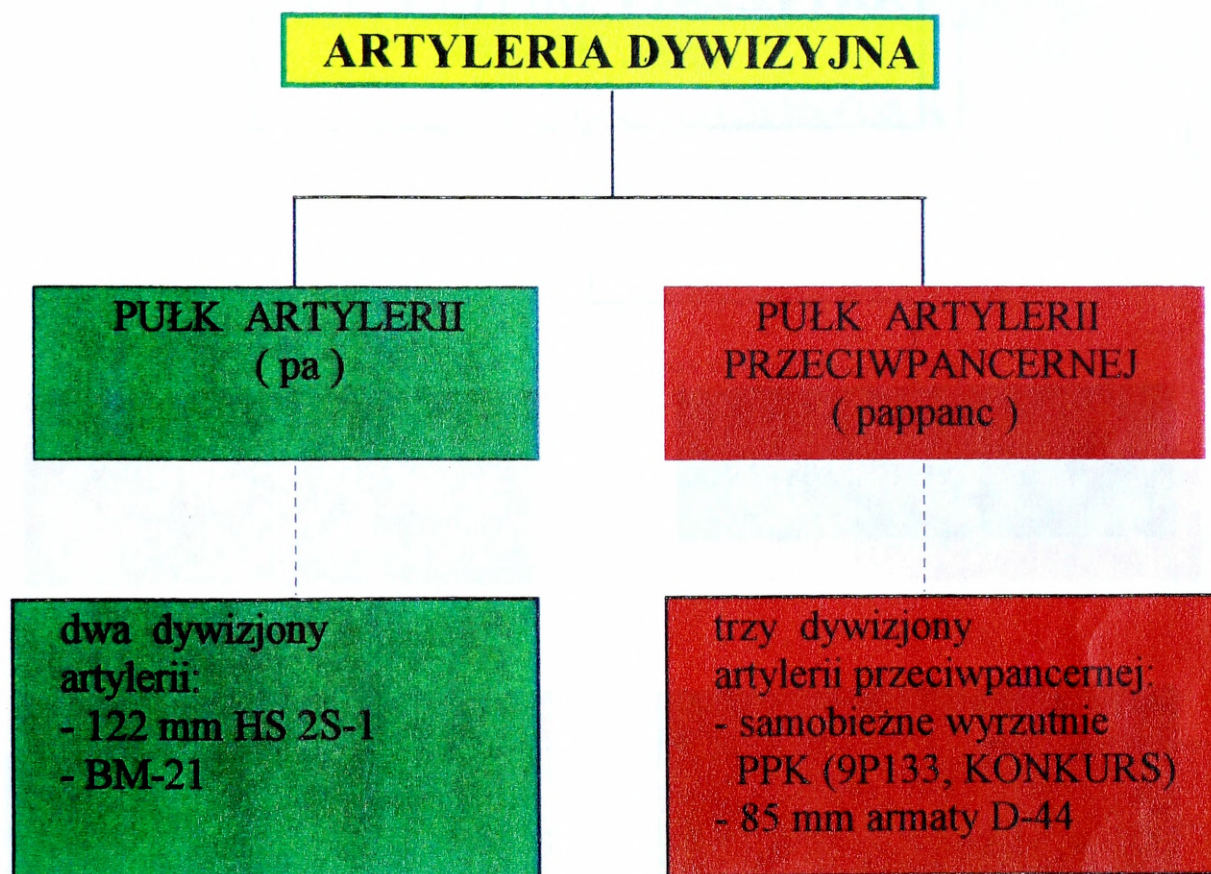 ARTYLERIA DYWIZYJNA
PUŁK ARTYLERII
( pa )
PUŁK ARTYLERII
PRZECIWPANCERNEJ
( pappanc )
dwa dywizjony
artylerii:
- 122 mm HS 2S-1
- BM-21
trzy dywizjony
artylerii przeciwpancernej:
- samobieżne wyrzutnie
PPK (9P133, KONKURS)
- 85 mm armaty D-44